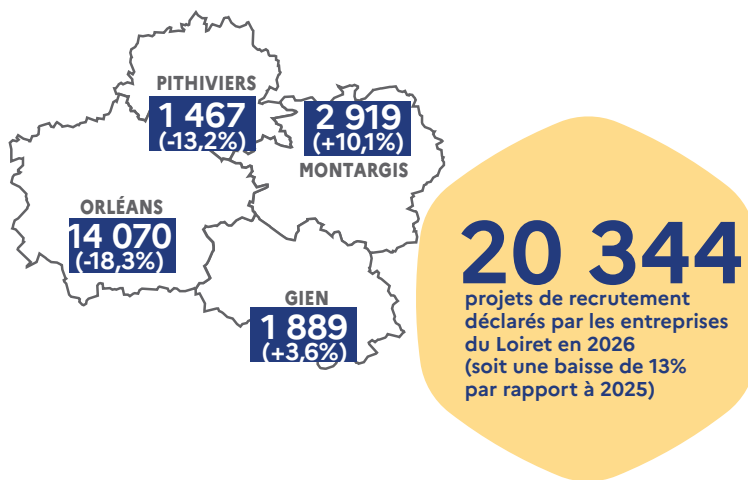 PITHIVIERS
1 467
(-13,2%)
2 919
(+10,1%)
MONTARGIS
ORLÉANS
14 070
(-18,3%)
GIEN
1 889
(+3,6%)
20 344
projets de recrutement
déclarés par les entreprises
du Loiret en 2026
(soit une baisse de 13%
par rapport à 2025)